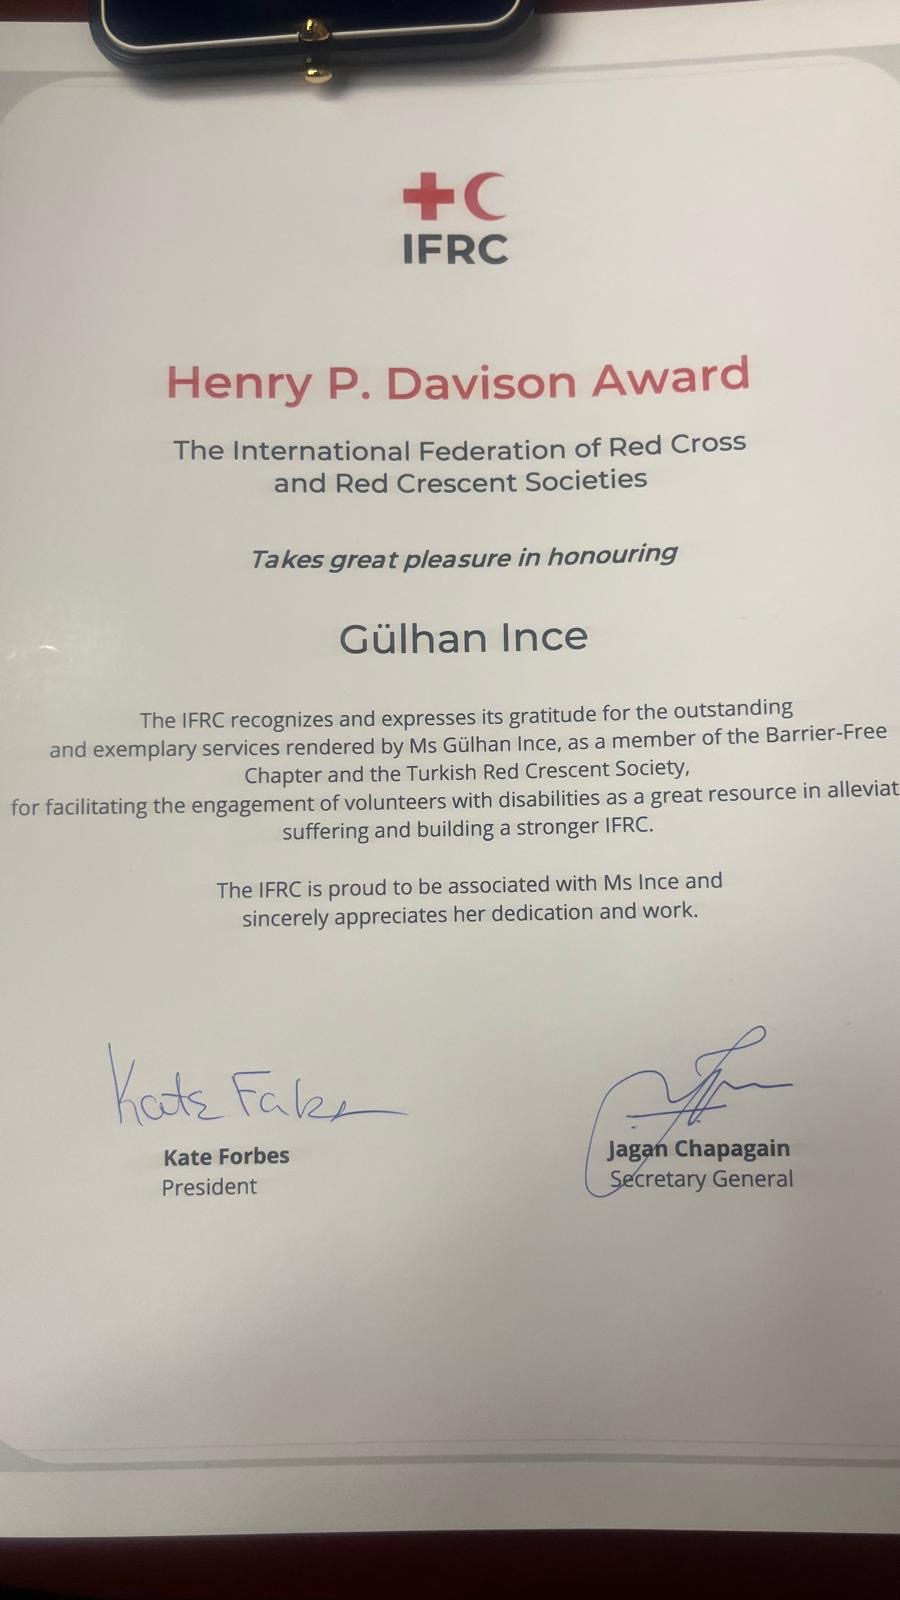 IFRC
Henry P. Davison Award
The International Federation of Red Cross
and Red Crescent Societies
Takes great pleasure in honouring
Gülhan Ince
The IFRC recognizes and expresses its gratitude for the outstanding
and exemplary services rendered by Ms Gülhan Ince, as a member of the Barrier-Free
Chapter and the Turkish Red Crescent Society,
for facilitating the engagement of volunteers with disabilities as a great resource in alleviat
suffering and building a stronger IFRC.
The IFRC is proud to be associated with Ms Ince and
sincerely appreciates her dedication and work.
Kate Forbes
President
Jagan Chapagain
Secretary General